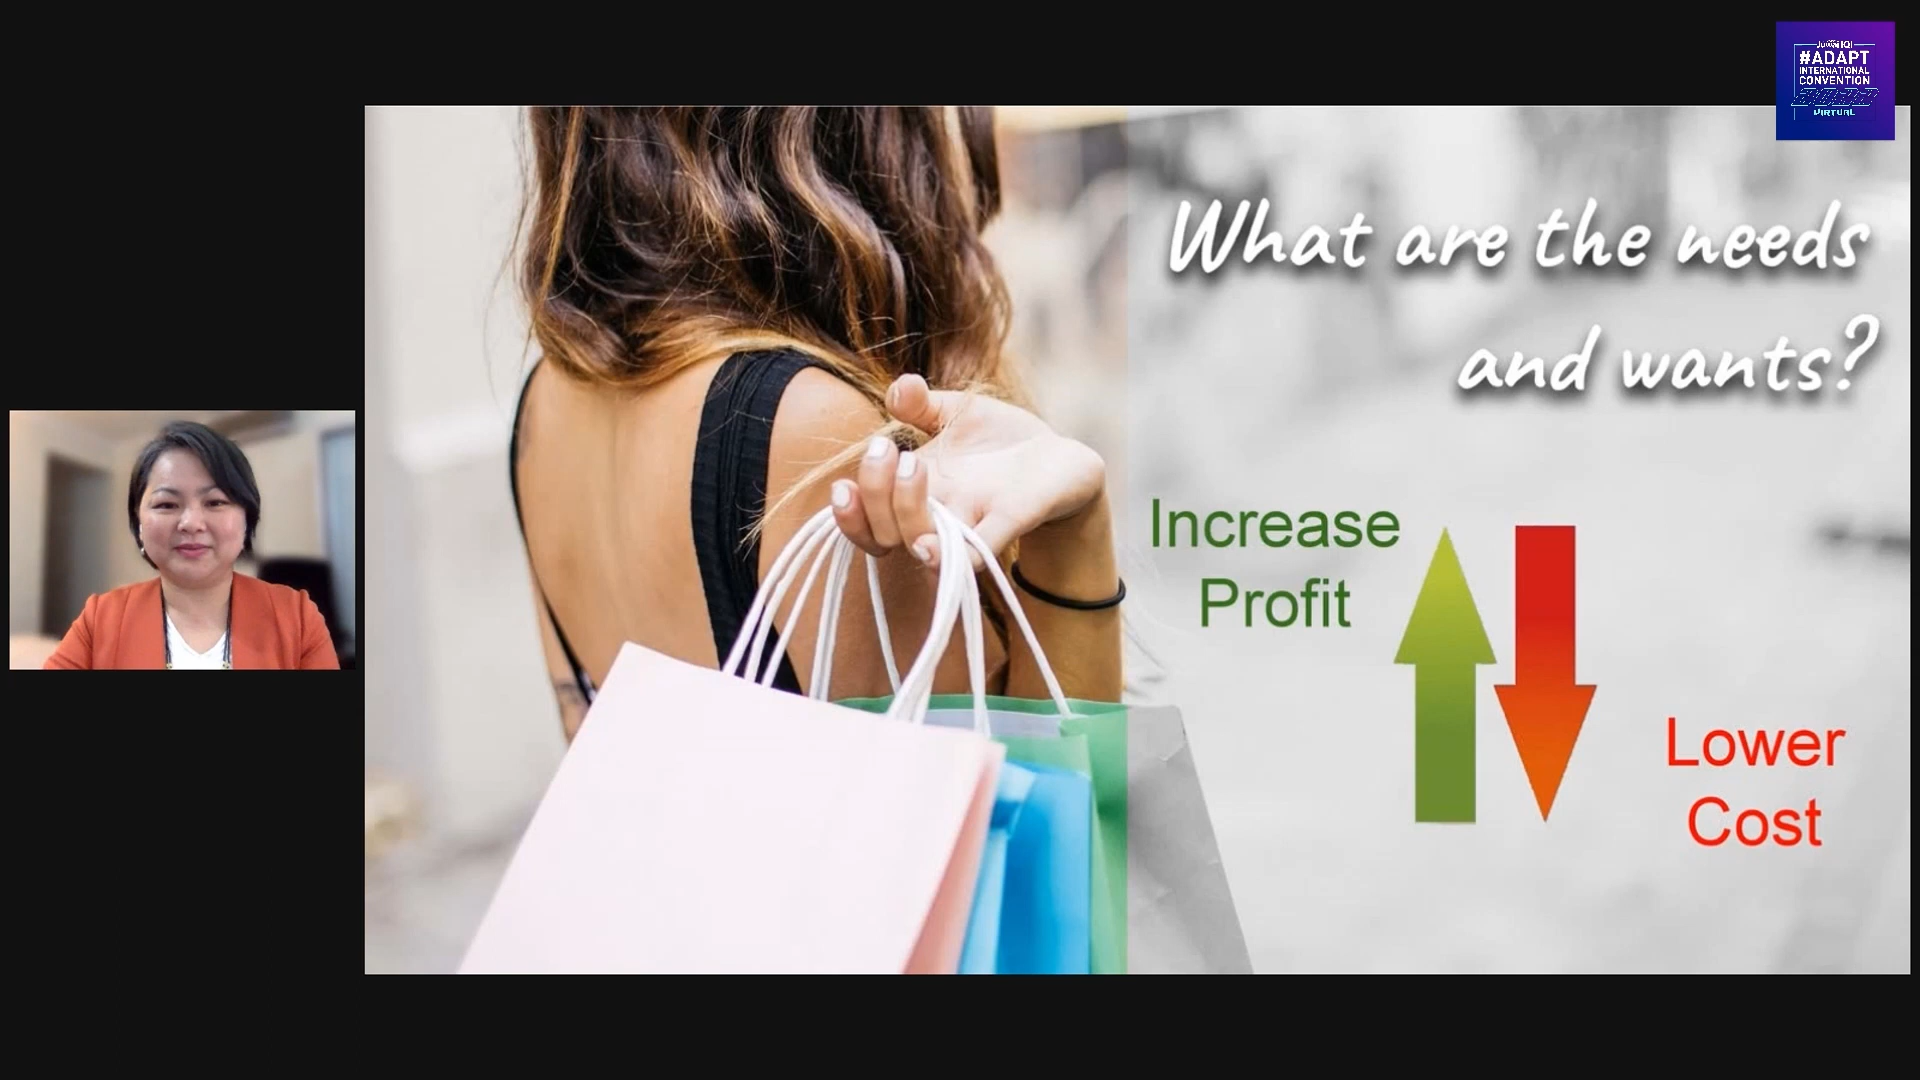 #ADAPT
INTERNATIONAL
CONVENTION
VIRTUAL
What are the needs
and wants?
Increase
Profit
Lower
Cost